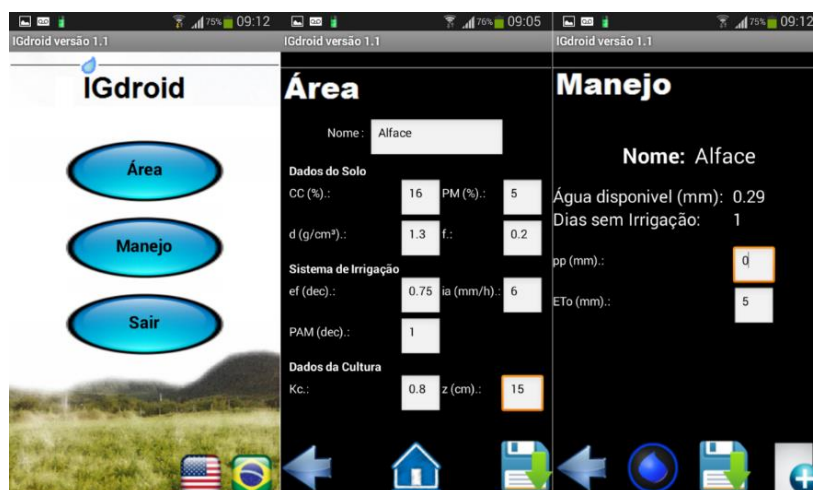 75% 09:12
IGdroid versão 1.1
IGdroid
Área
Manejo
Sair
76% 09:05
IGdroid versão 1.1
Área
Nome: Alface
Dados do Solo
CC (%).: 16 PM (%).: 5
d (g/cm³).: 1.3 f.: 0.2
Sistema de Irrigação
ef (dec).: 0.75 ia (mm/h).: 6
PAM (dec).: 1
Dados da Cultura
Kc.: 0.8 z (cm).: 15
75% 09:12
IGdroid versão 1.1
Manejo
Nome: Alface
Água disponivel (mm): 0.29
Dias sem Irrigação: 1
pp (mm).: 0
ETo (mm).: 5